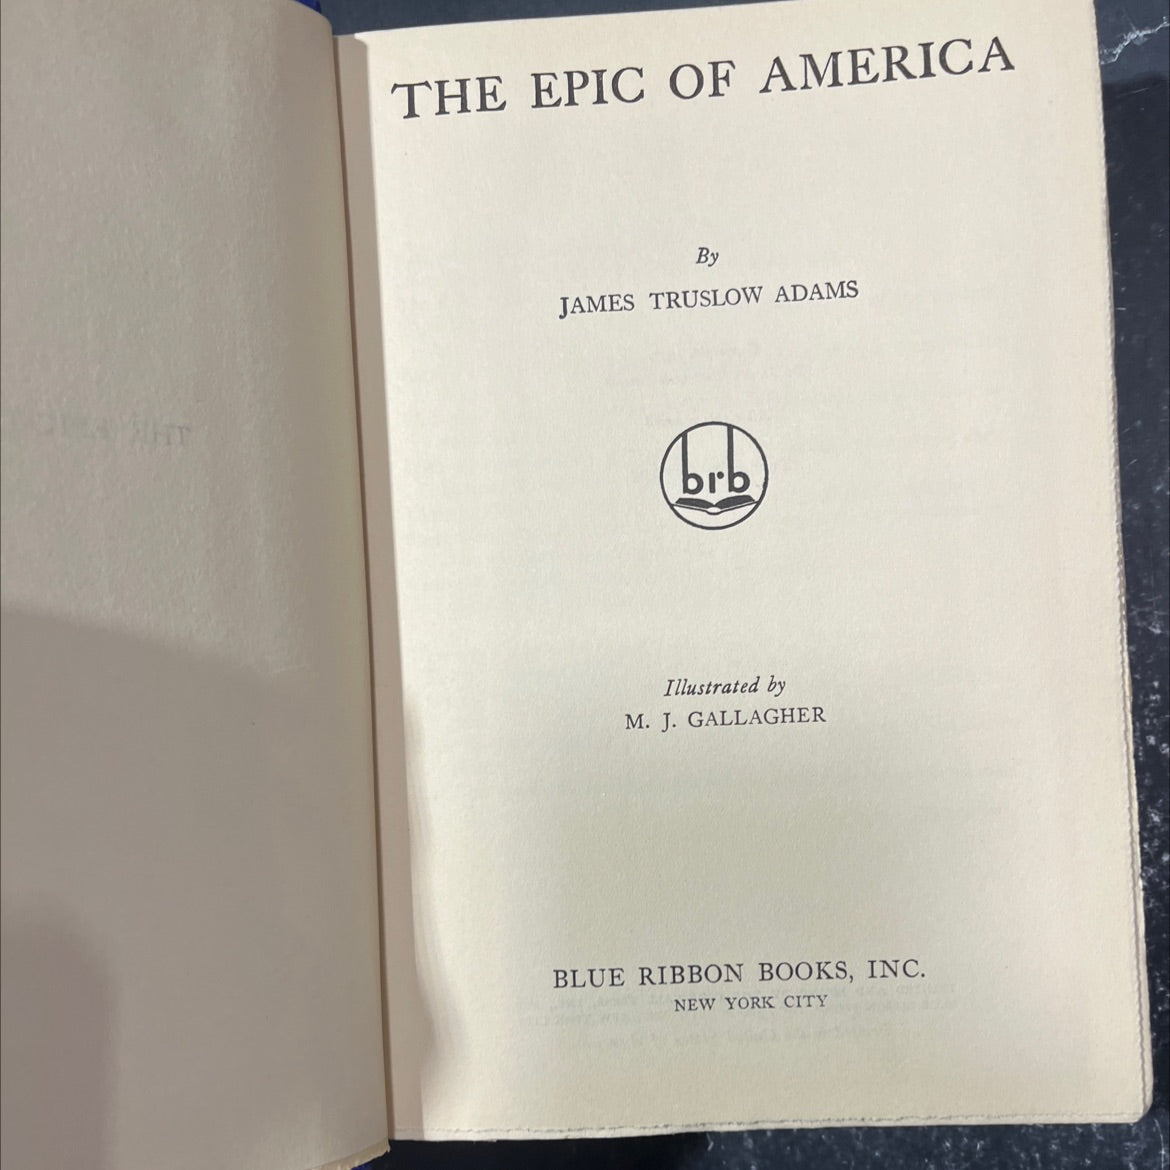 THE EPIC OF AMERICA
By
JAMES TRUSLOW ADAMS
brb
Illustrated by
M. J. GALLAGHER
BLUE RIBBON BOOKS, INC.
NEW YORK CITY